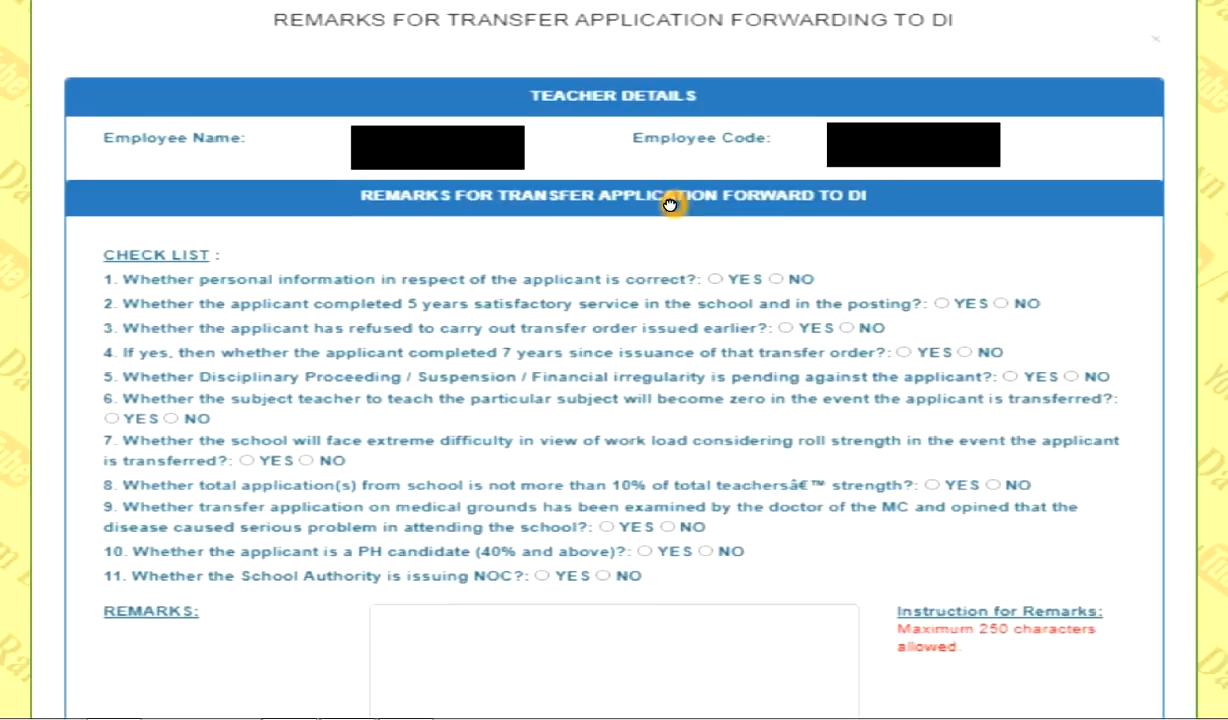 REMARKS FOR TRANSFER APPLICATION FORWARDING TO DI
×
TEACHER DETAILS
Employee Name:
Employee Code:
REMARKS FOR TRANSFER APPLICATION FORWARD TO DI
CHECK LIST :
1. Whether personal information in respect of the applicant is correct?: YES NO
2. Whether the applicant completed 5 years satisfactory service in the school and in the posting?: YES NO
3. Whether the applicant has refused to carry out transfer order issued earlier?: YES NO
4. If yes, then whether the applicant completed 7 years since issuance of that transfer order?: YES NO
5. Whether Disciplinary Proceeding / Suspension / Financial irregularity is pending against the applicant?: YES NO
6. Whether the subject teacher to teach the particular subject will become zero in the event the applicant is transferred?:
YES NO
7. Whether the school will face extreme difficulty in view of work load considering roll strength in the event the applicant
is transferred?: YES NO
8. Whether total application(s) from school is not more than 10% of total teachersâ€™ strength?: YES NO
9. Whether transfer application on medical grounds has been examined by the doctor of the MC and opined that the
disease caused serious problem in attending the school?: YES NO
10. Whether the applicant is a PH candidate (40% and above)?: YES NO
11. Whether the School Authority is issuing NOC?: YES NO
REMARKS:
Instruction for Remarks:
Maximum 250 characters
allowed.